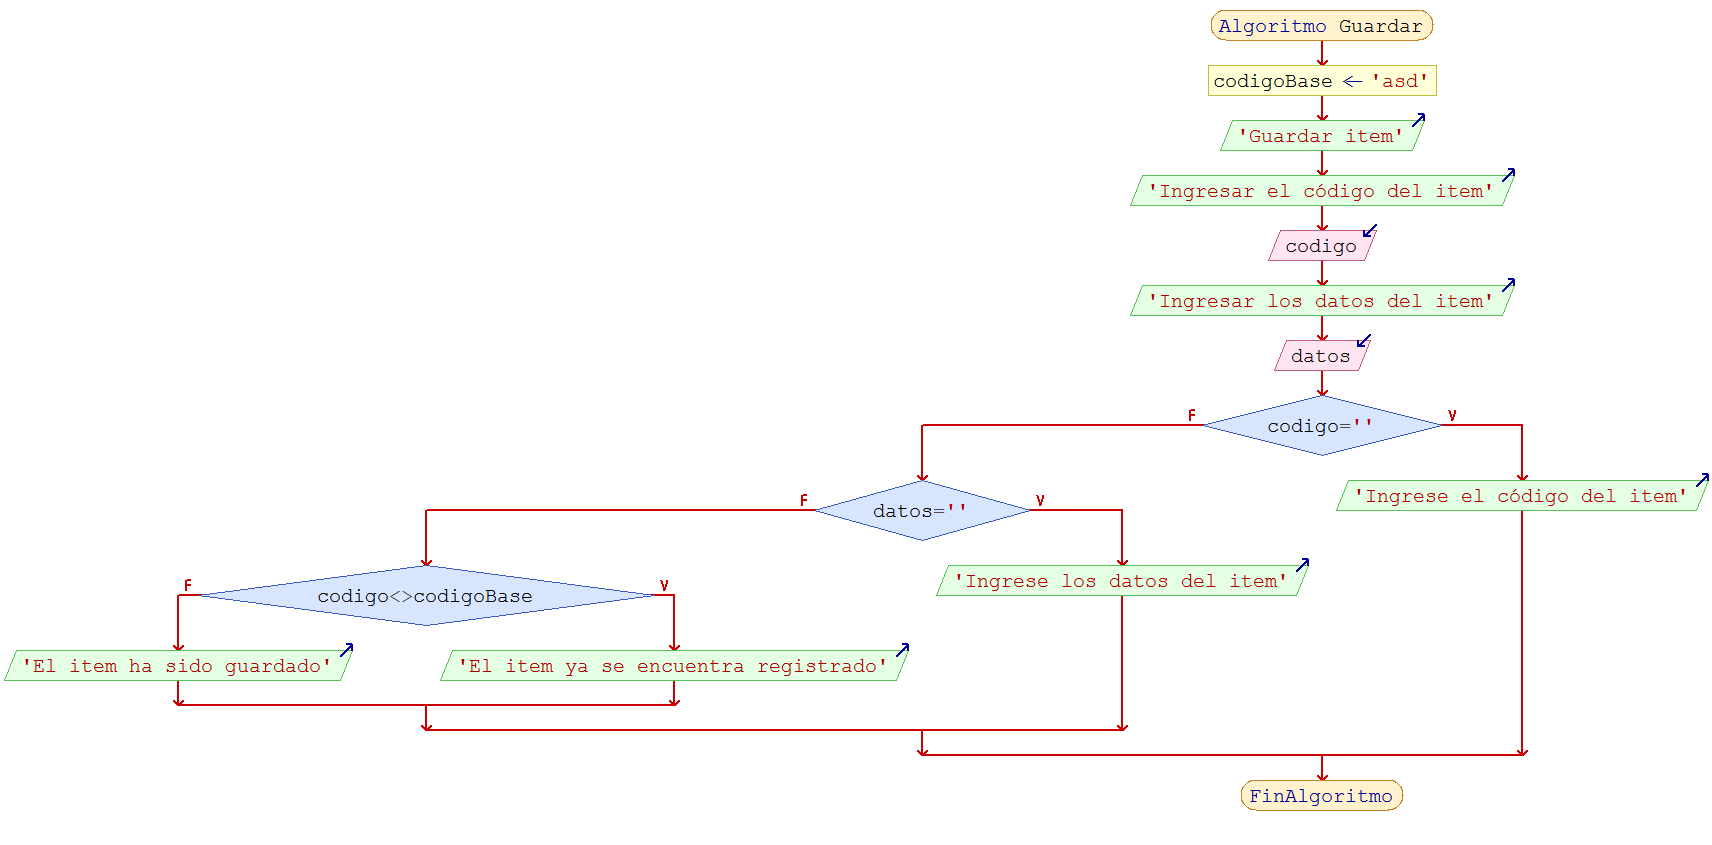 Algoritmo Guardar
codigoBase ← 'asd'
'Guardar item'
'Ingresar el código del item'
codigo
'Ingresar los datos del item'
datos
F
V
codigo=''
'Ingrese el código del item'
F
V
datos=''
'Ingrese los datos del item'
F
V
codigo<>codigoBase
'El item ha sido guardado'
'El item ya se encuentra registrado'
FinAlgoritmo